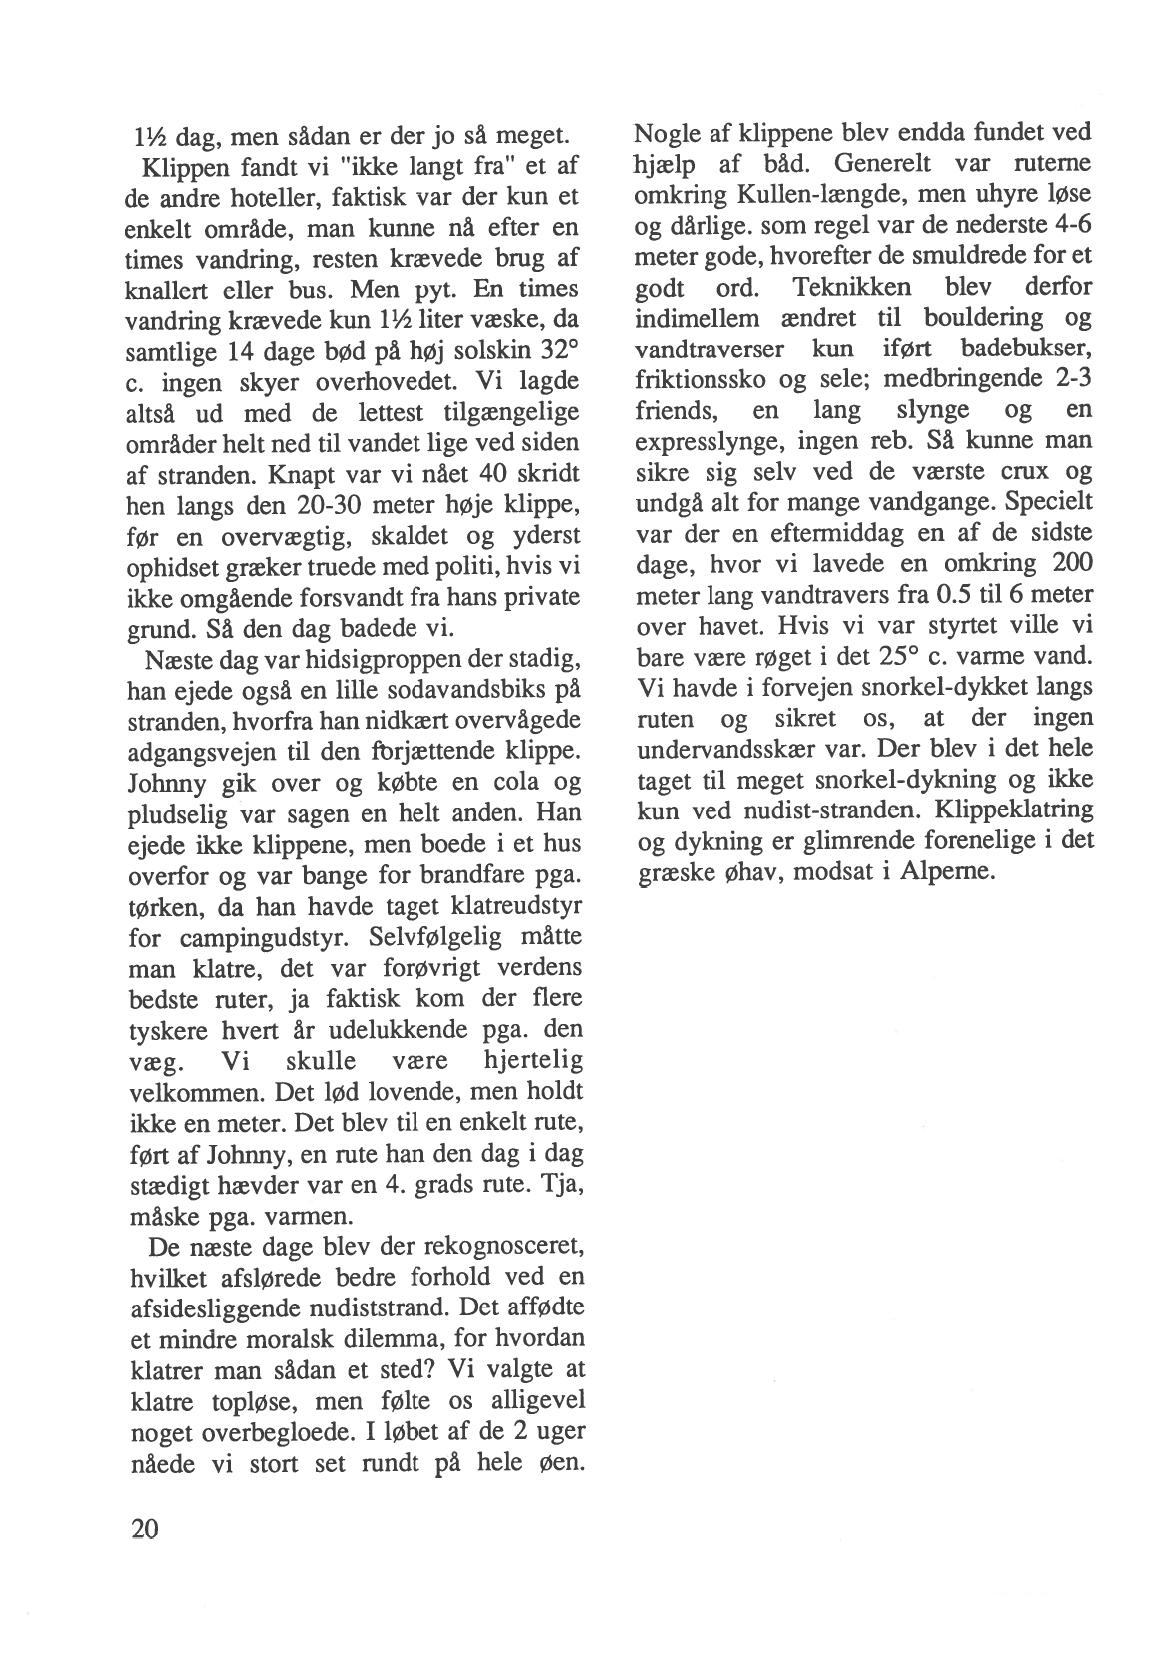 1½ dag, men sådan er der jo så meget.
Klippen fandt vi "ikke langt fra" et af
de andre hoteller, faktisk var der kun et
enkelt område, man kunne nå efter en
times vandring, resten krævede brug af
knallert eller bus. Men pyt. En times
vandring krævede kun 1½ liter væske, da
samtlige 14 dage bød på høj solskin 32°
c. ingen skyer overhovedet. Vi lagde
altså ud med de lettest tilgængelige
områder helt ned til vandet lige ved siden
af stranden. Knapt var vi nået 40 skridt
hen langs den 20-30 meter høje klippe,
før en overvægtig, skaldet og yderst
ophidset græker truede med politi, hvis vi
ikke omgående forsvandt fra hans private
grund. Så den dag badede vi.
Næste dag var hidsigproppen der stadig,
han ejede også en lille sodavandsbiks på
stranden, hvorfra han nidkært overvågede
adgangsvejen til den forjættende klippe.
Johnny gik over og købte en cola og
pludselig var sagen en helt anden. Han
ejede ikke klippene, men boede i et hus
overfor og var bange for brandfare pga.
tørken, da han havde taget klatreudstyr
for campingudstyr. Selvfølgelig måtte
man klatre, det var forøvrigt verdens
bedste ruter, ja faktisk kom der flere
tyskere hvert år udelukkende pga. den
væg. Vi skulle være hjertelig
velkommen. Det lød lovende, men holdt
ikke en meter. Det blev til en enkelt rute,
ført af Johnny, en rute han den dag i dag
stædigt hævder var en 4. grads rute. Tja,
måske pga. varmen.
De næste dage blev der rekognosceret,
hvilket afslørede bedre forhold ved en
afsidesliggende nudiststrand. Det affødte
et mindre moralsk dilemma, for hvordan
klatrer man sådan et sted? Vi valgte at
klatre topløse, men følte os alligevel
noget overbegloede. I løbet af de 2 uger
nåede vi stort set rundt på hele øen.
Nogle af klippene blev endda fundet ved
hjælp af båd. Generelt var ruterne
omkring Kullen-længde, men uhyre løse
og dårlige. som regel var de nederste 4-6
meter gode, hvorefter de smuldrede for et
godt ord. Teknikken blev derfor
indimellem ændret til bouldering og
vandtraverser kun iført badebukser,
friktionssko og sele; medbringende 2-3
friends, en lang slynge og en
expresslynge, ingen reb. Så kunne man
sikre sig selv ved de værste crux og
undgå alt for mange vandgange. Specielt
var der en eftermiddag en af de sidste
dage, hvor vi lavede en omkring 200
meter lang vandtravers fra 0.5 til 6 meter
over havet. Hvis vi var styrtet ville vi
bare være røget i det 25° c. varme vand.
Vi havde i forvejen snorkel-dykket langs
ruten og sikret os, at der ingen
undervandsskær var. Der blev i det hele
taget til meget snorkel-dykning og ikke
kun ved nudist-stranden. Klippeklatring
og dykning er glimrende forenelige i det
græske øhav, modsat i Alperne.
20